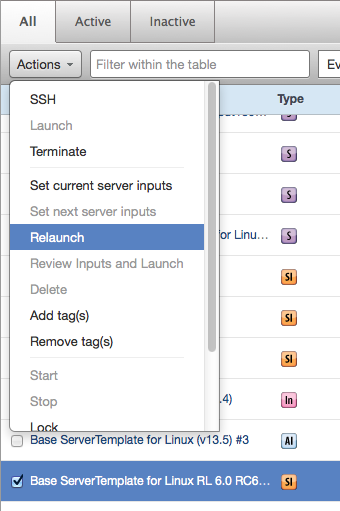 All Active Inactive
Actions Filter within the table Ev
Type
SSH
Launch
Terminate
Set current server inputs
Set next server inputs
Relaunch
Review Inputs and Launch
Delete
Add tag(s)
Remove tag(s)
Start
Stop
Lock
S
S
S
for Linu... S
SI
SI
SI
.4) In
Base ServerTemplate for Linux (v13.5) #3 AI
Base ServerTemplate for Linux RL 6.0 RC6... SI